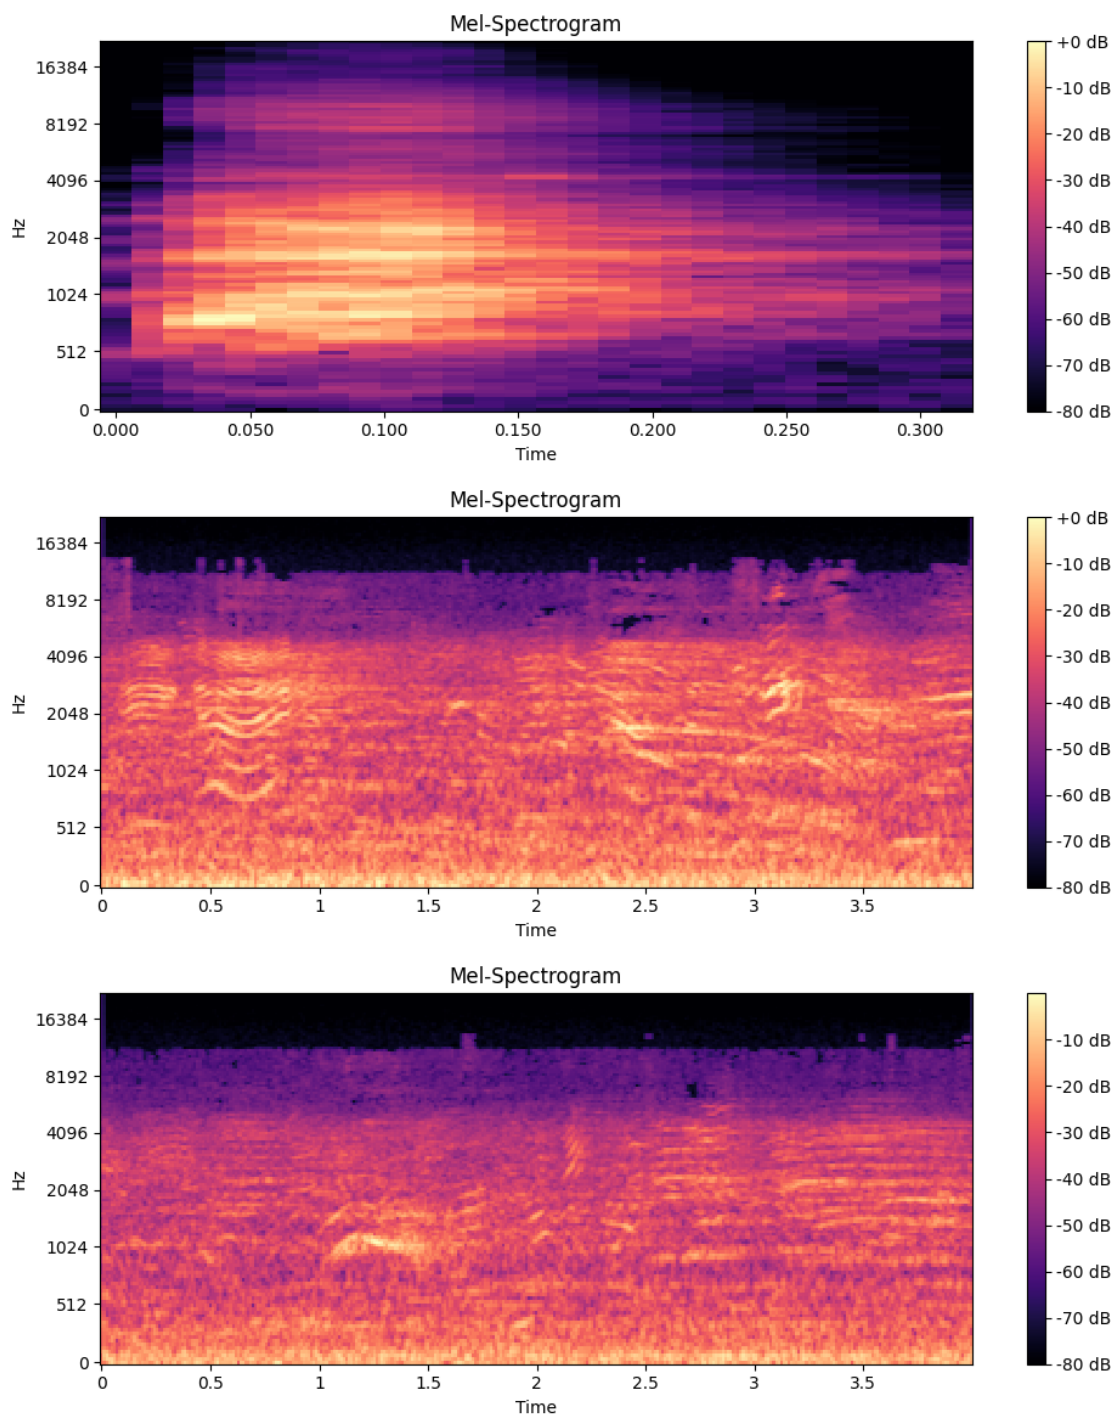 Mel-Spectrogram
Hz
16384
8192
4096
2048
1024
512
0
0.000 0.050 0.100 0.150 0.200 0.250 0.300
Time
+0 dB
-10 dB
-20 dB
-30 dB
-40 dB
-50 dB
-60 dB
-70 dB
-80 dB
Mel-Spectrogram
Hz
16384
8192
4096
2048
1024
512
0
0 0.5 1 1.5 2 2.5 3 3.5
Time
+0 dB
-10 dB
-20 dB
-30 dB
-40 dB
-50 dB
-60 dB
-70 dB
-80 dB
Mel-Spectrogram
Hz
16384
8192
4096
2048
1024
512
0
0 0.5 1 1.5 2 2.5 3 3.5
Time
-10 dB
-20 dB
-30 dB
-40 dB
-50 dB
-60 dB
-70 dB
-80 dB